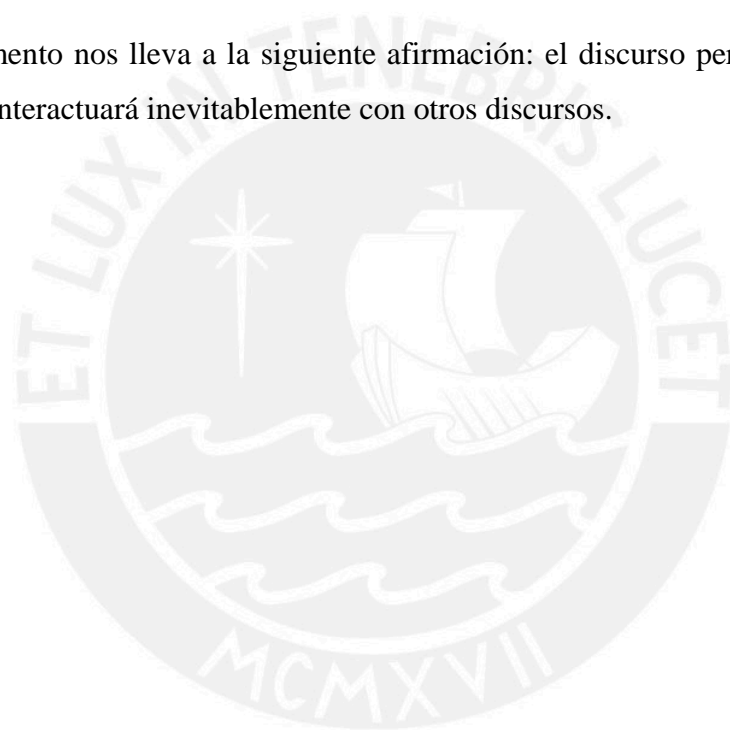 mento nos lleva a la siguiente afirmación: el discurso per
nteractuará inevitablemente con otros discursos.
ET LUX IN TENEBRIS LUCET
MCMXVII